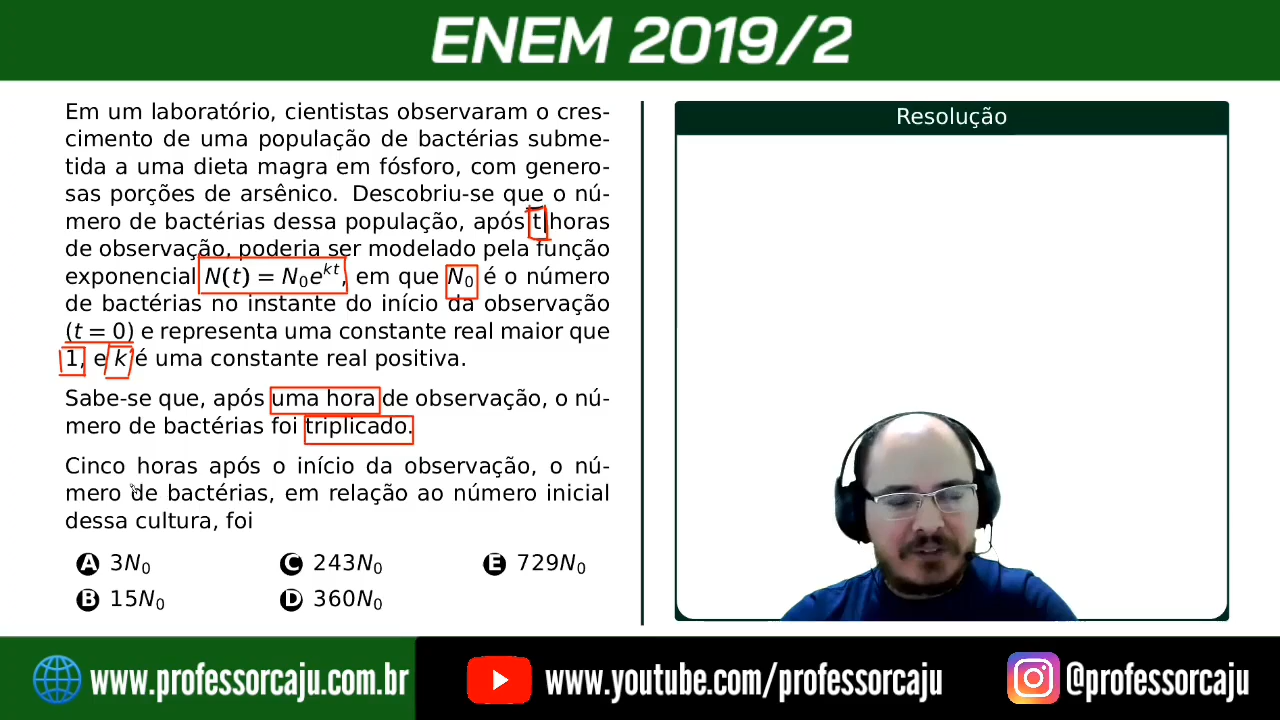 ENEM 2019/2
Em um laboratório, cientistas observaram o cres-
cimento de uma população de bactérias subme-
tida a uma dieta magra em fósforo, com genero-
sas porções de arsênico. Descobriu-se que o nú-
mero de bactérias dessa população, após t horas
de observação, poderia ser modelado pela função
exponencial N(t) = N₀eᵏᵗ, em que N₀ é o número
de bactérias no instante do início da observação
(t = 0) e representa uma constante real maior que
1, e k é uma constante real positiva.
Sabe-se que, após uma hora de observação, o nú-
mero de bactérias foi triplicado.
Cinco horas após o início da observação, o nú-
mero de bactérias, em relação ao número inicial
dessa cultura, foi
A 3N₀
B 15N₀
C 243N₀
D 360N₀
E 729N₀
Resolução
www.professorcaju.com.br
www.youtube.com/professorcaju
@professorcaju